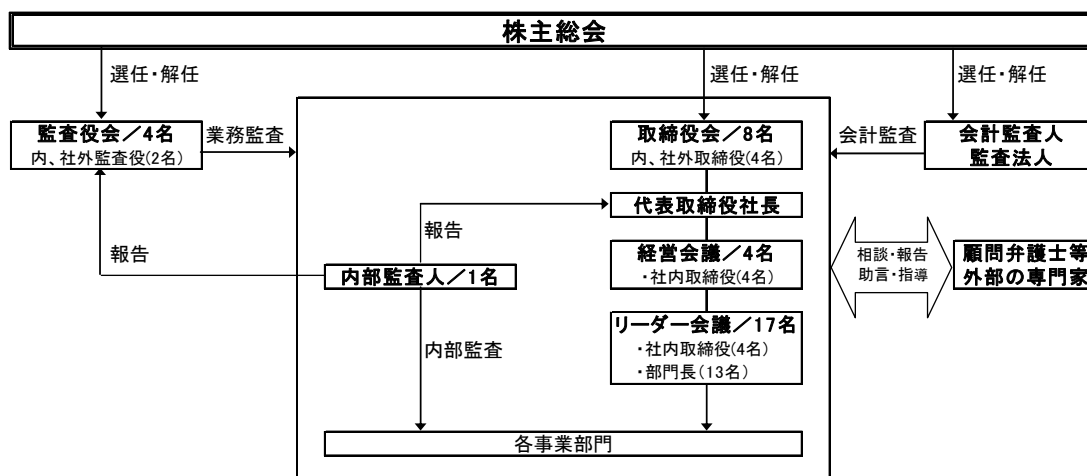 株主総会
選任・解任
選任・解任
選任・解任
監査役会／4名
内、社外監査役(2名)
業務監査
取締役会／8名
内、社外取締役(4名)
会計監査
会計監査人
監査法人
代表取締役社長
報告
報告
経営会議／4名
・社内取締役(4名)
相談・報告
助言・指導
顧問弁護士等
外部の専門家
内部監査人／1名
リーダー会議／17名
・社内取締役(4名)
・部門長(13名)
内部監査
各事業部門